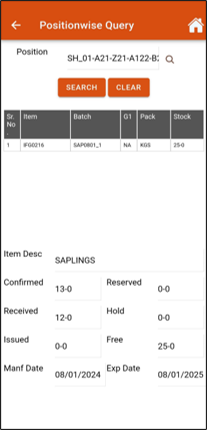 Positionwise Query
Position SH_01-A21-Z21-A122-B2
SEARCH CLEAR
Sr. No. Item Batch G1 Pack Stock
1 IFG0216 SAP0801_1 NA KGS 25-0
Item Desc SAPLINGS
Confirmed 13-0 Reserved 0-0
Received 12-0 Hold 0-0
Issued 0-0 Free 25-0
Manf Date 08/01/2024 Exp Date 08/01/2025